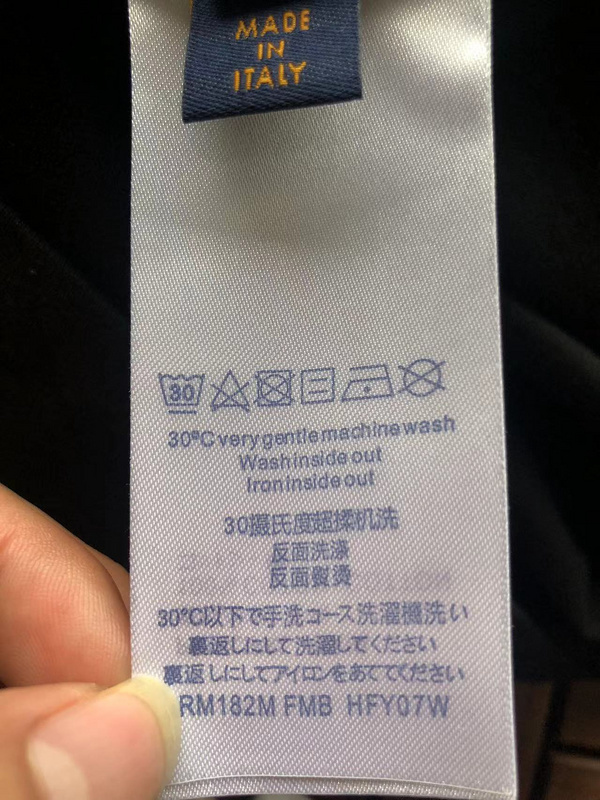 MADE
IN
ITALY
30
30°C very gentle machine wash
Wash inside out
Iron inside out
30摄氏度超揉机洗
反面洗涤
反面熨烫
30°C以下で手洗コース洗濯機洗い
裏返しにして洗濯してください
裏返しにしてアイロンをあててください
RM182M FMB HFY07W